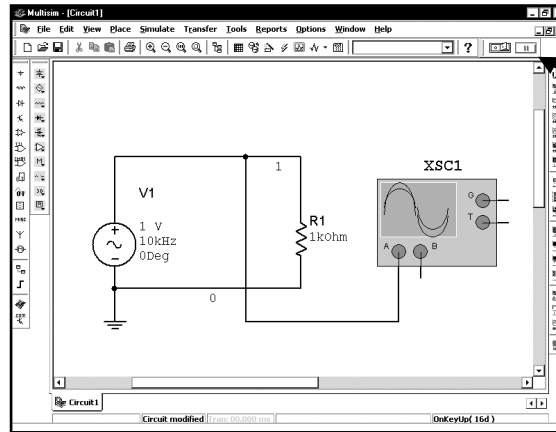 Multisim - [Circuit1]
File Edit View Place Simulate Transfer Tools Reports Options Window Help
XSC1
1
G
T
V1
A
B
R1
1 V
1kOhm
10kHz
0Deg
0
Circuit1
Circuit modified Tran: 00.000 ms OnKeyUp( 16d )